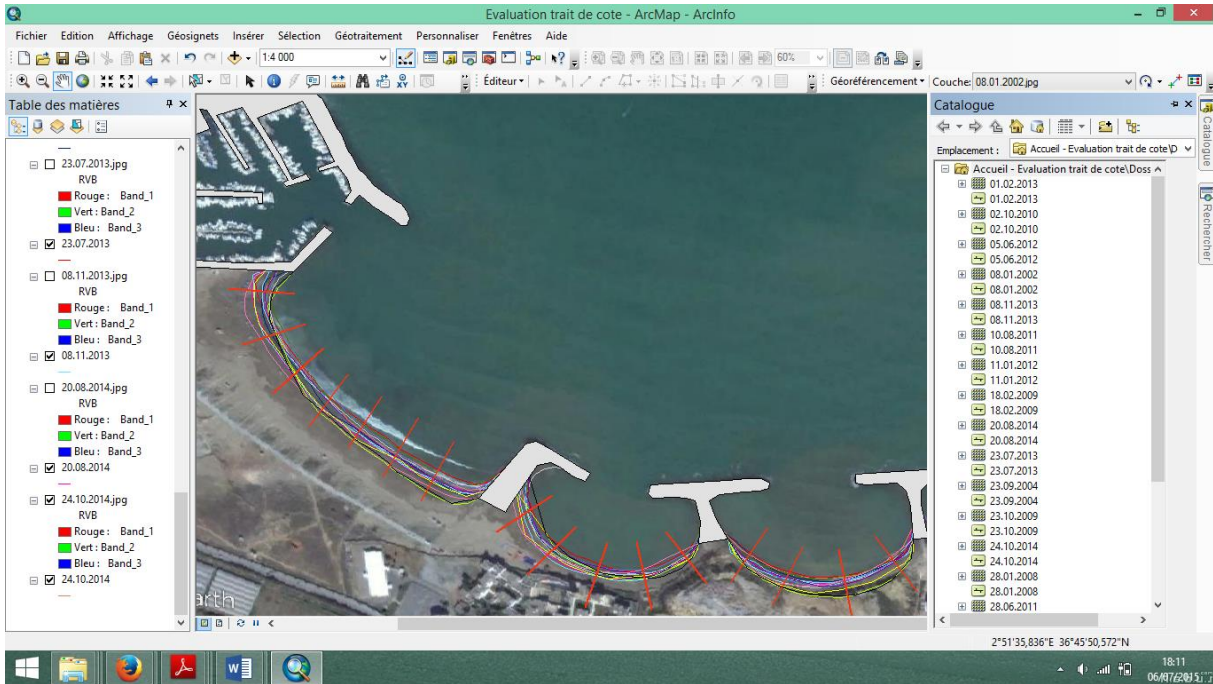 Evaluation trait de cote - ArcMap - ArcInfo
Fichier Edition Affichage Géosignets Insérer Sélection Géotraitement Personnaliser Fenêtres Aide
1:4 000
60%
Éditeur
Géoréférencement
Couche: 08.01.2002.jpg
Table des matières
23.07.2013.jpg
RVB
Rouge : Band_1
Vert : Band_2
Bleu : Band_3
23.07.2013
08.11.2013.jpg
RVB
Rouge : Band_1
Vert : Band_2
Bleu : Band_3
08.11.2013
20.08.2014.jpg
RVB
Rouge : Band_1
Vert : Band_2
Bleu : Band_3
20.08.2014
24.10.2014.jpg
RVB
Rouge : Band_1
Vert : Band_2
Bleu : Band_3
24.10.2014
arth
Catalogue
Emplacement : Accueil - Evaluation trait de cote\D
Accueil - Evaluation trait de cote\Doss
01.02.2013
01.02.2013
02.10.2010
02.10.2010
05.06.2012
05.06.2012
08.01.2002
08.01.2002
08.11.2013
08.11.2013
10.08.2011
10.08.2011
11.01.2012
11.01.2012
18.02.2009
18.02.2009
20.08.2014
20.08.2014
23.07.2013
23.07.2013
23.09.2004
23.09.2004
23.10.2009
23.10.2009
24.10.2014
24.10.2014
28.01.2008
28.01.2008
28.06.2011
Catalogue
Rechercher
2°51'35,836"E 36°45'50,572"N
18:11